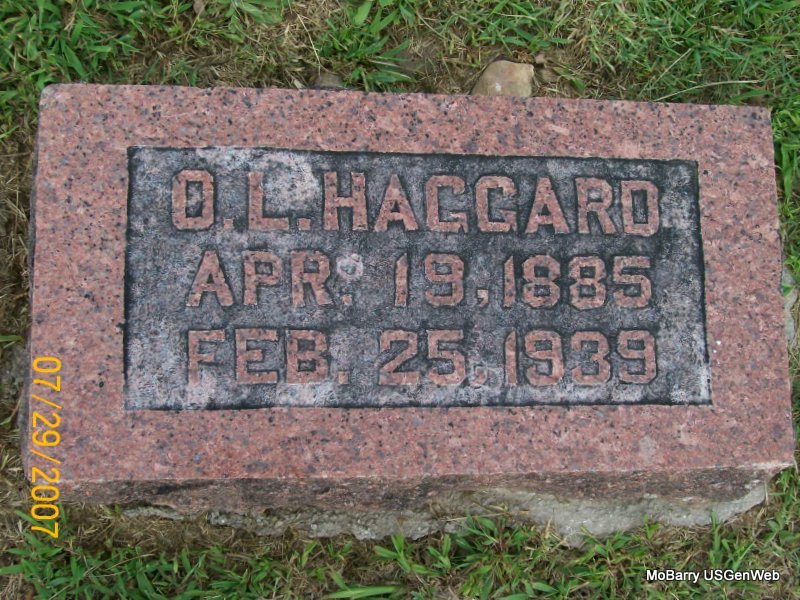 O. L. HAGGARD
APR. 19, 1885
FEB. 25, 1939
07/29/2007
MoBarry USGenWeb